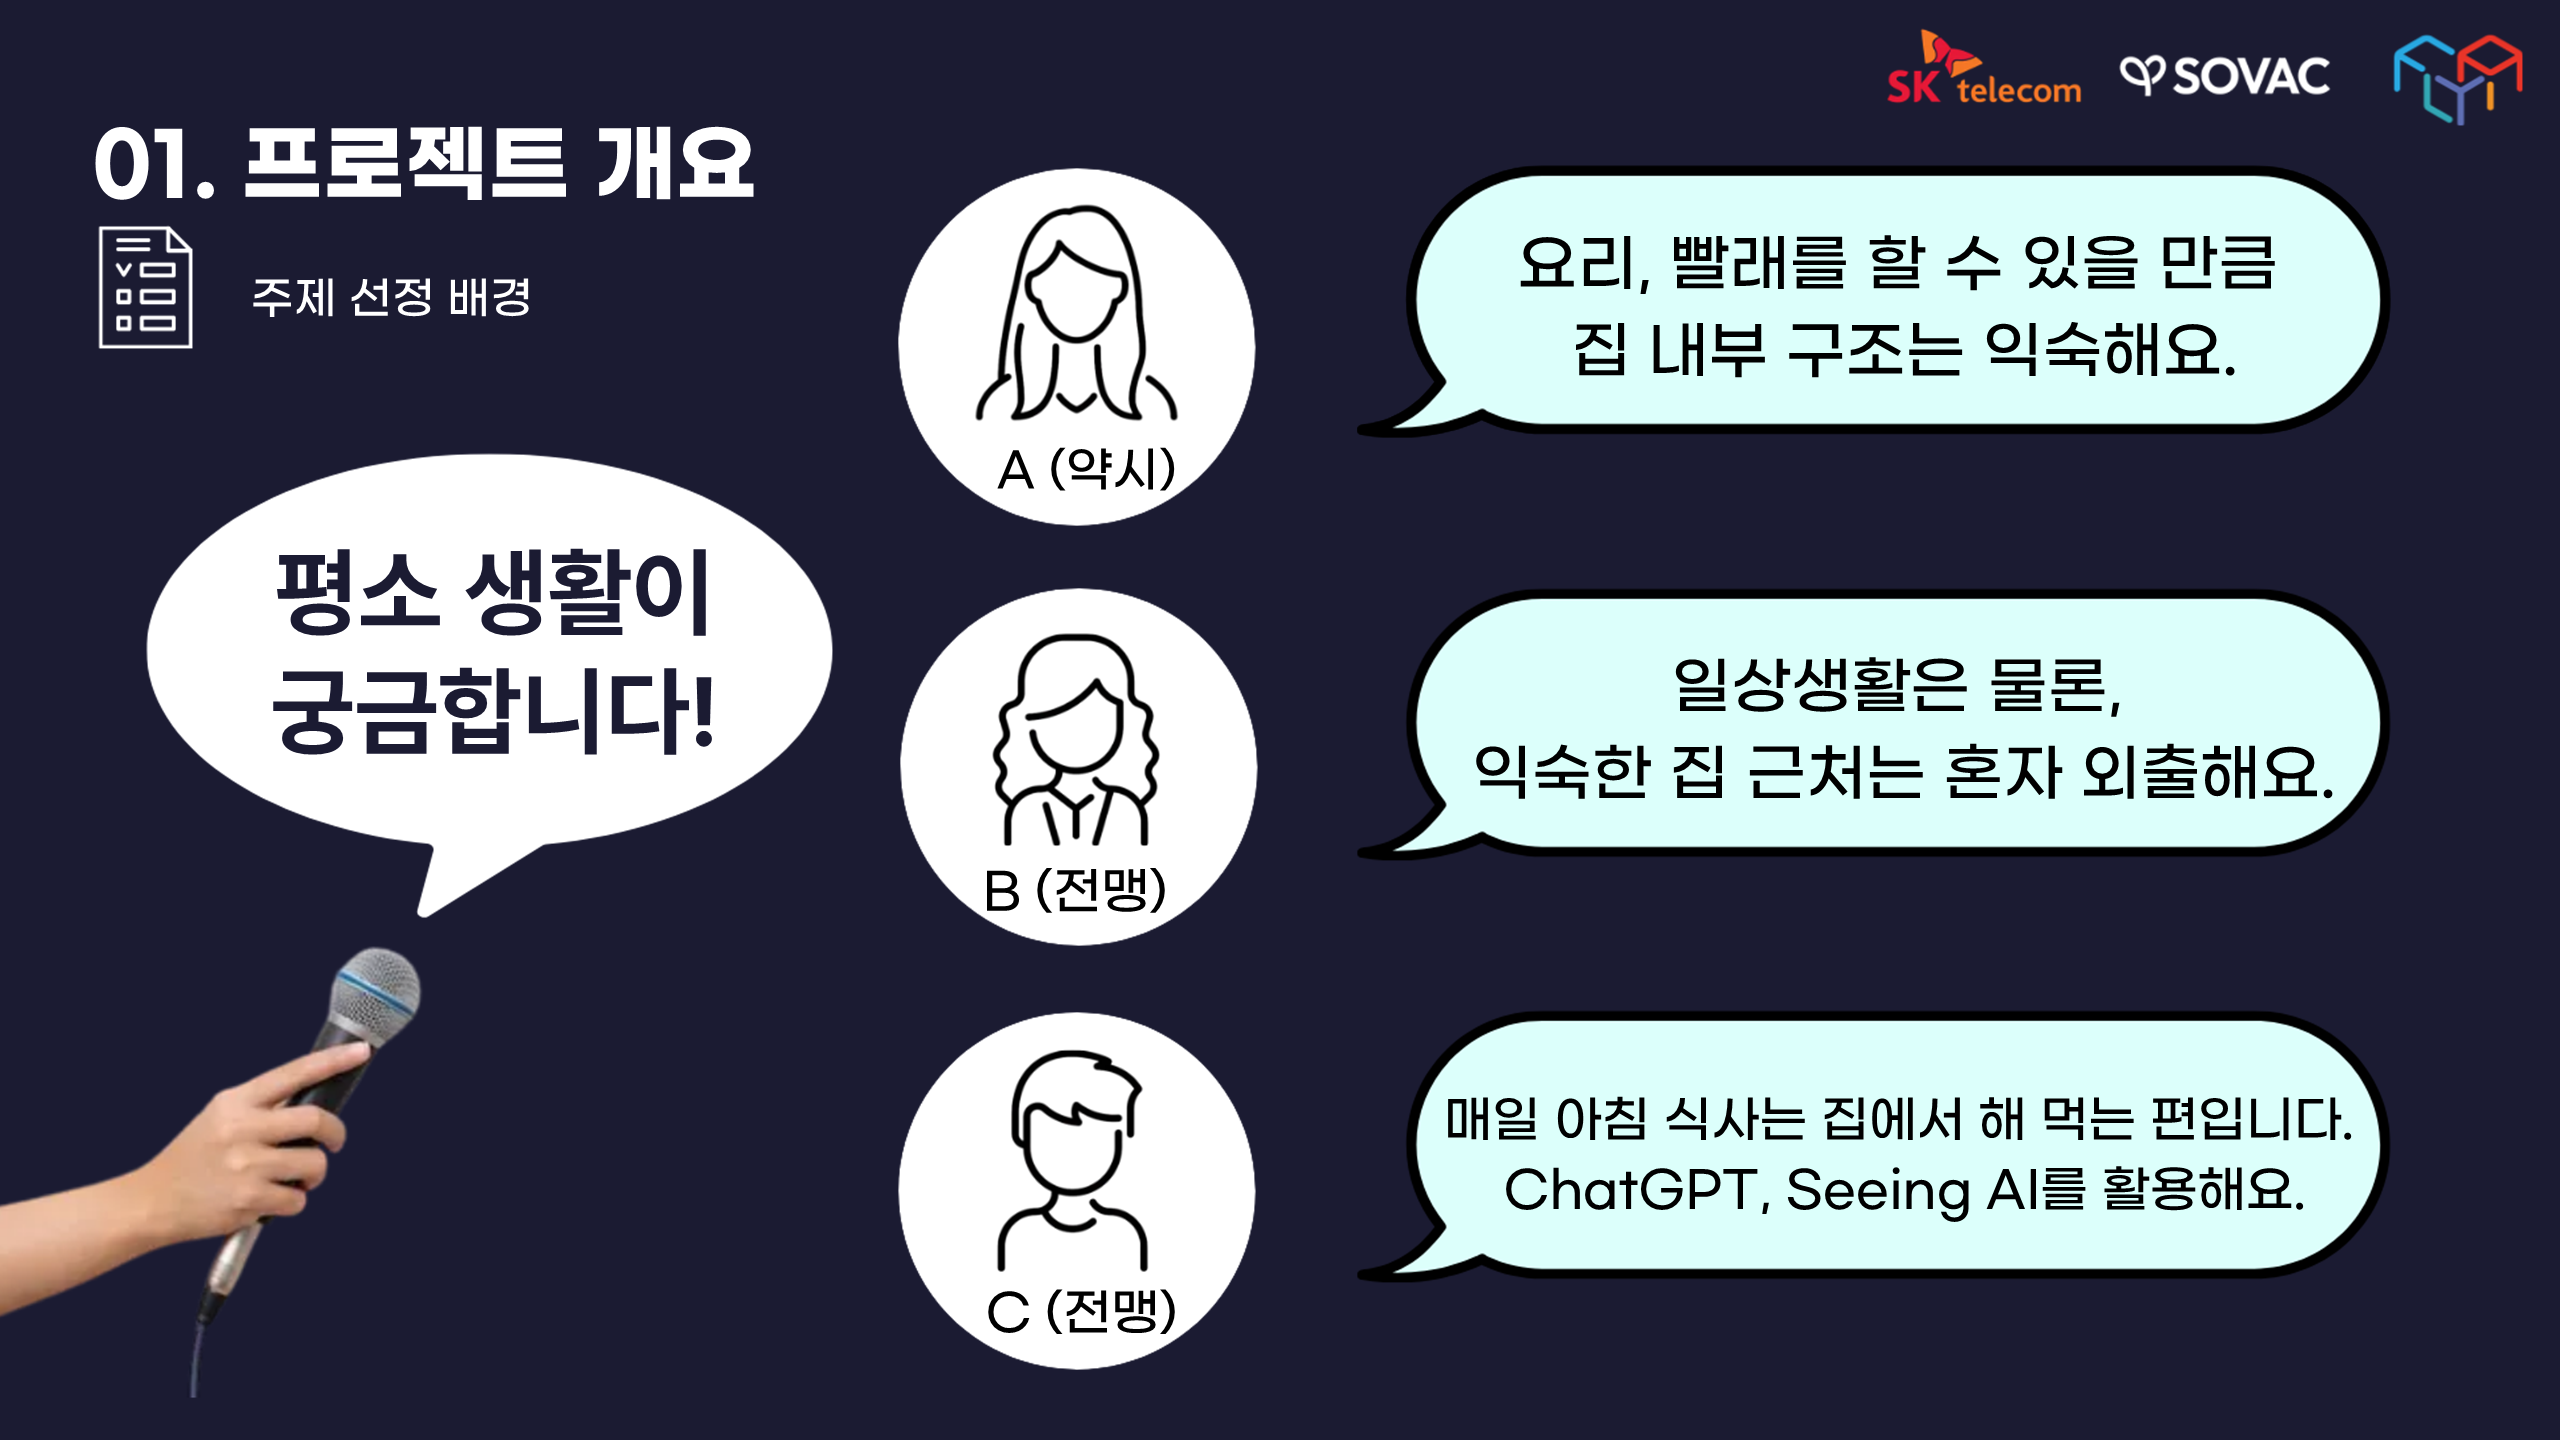 SK telecom
SOVAC
01. 프로젝트 개요
주제 선정 배경
평소 생활이
궁금합니다!
A (약시)
요리, 빨래를 할 수 있을 만큼
집 내부 구조는 익숙해요.
B (전맹)
일상생활은 물론,
익숙한 집 근처는 혼자 외출해요.
C (전맹)
매일 아침 식사는 집에서 해 먹는 편입니다.
ChatGPT, Seeing AI를 활용해요.